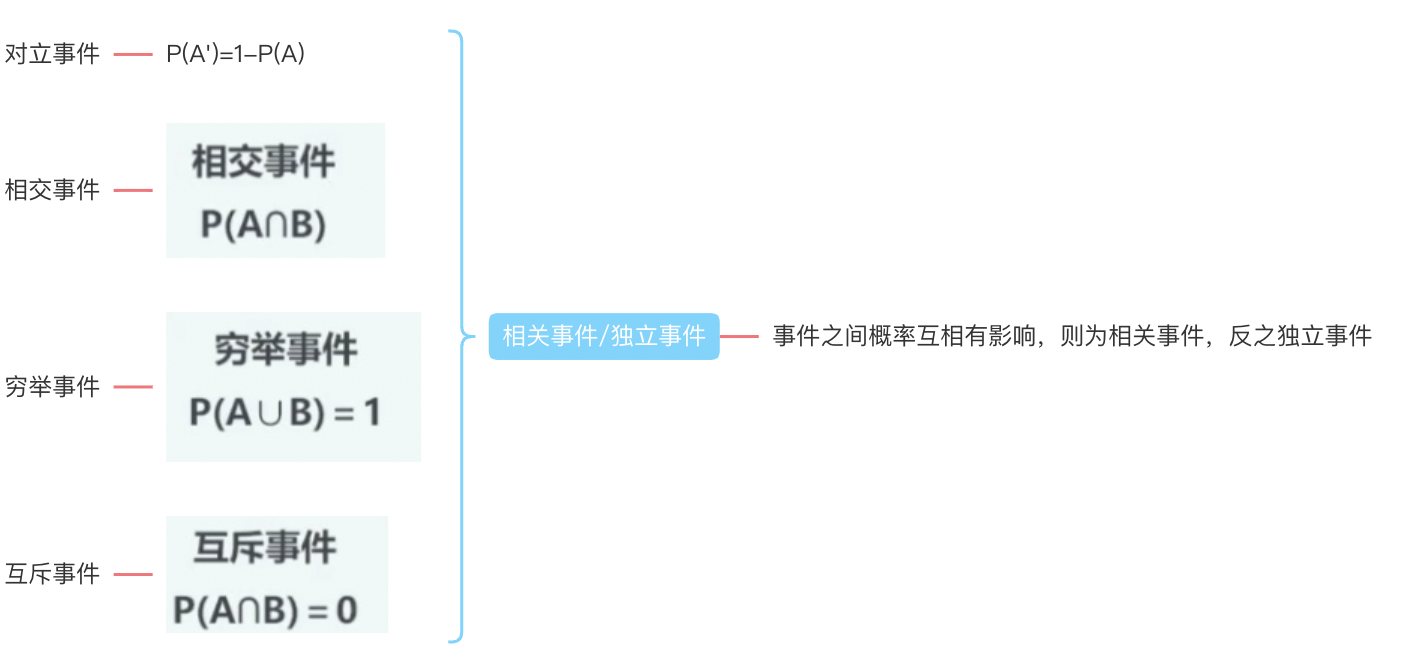 对立事件
P(A')=1-P(A)
相交事件
相交事件
P(A∩B)
穷举事件
穷举事件
P(A∪B) = 1
相关事件/独立事件
事件之间概率互相有影响，则为相关事件，反之独立事件
互斥事件
互斥事件
P(A∩B) = 0